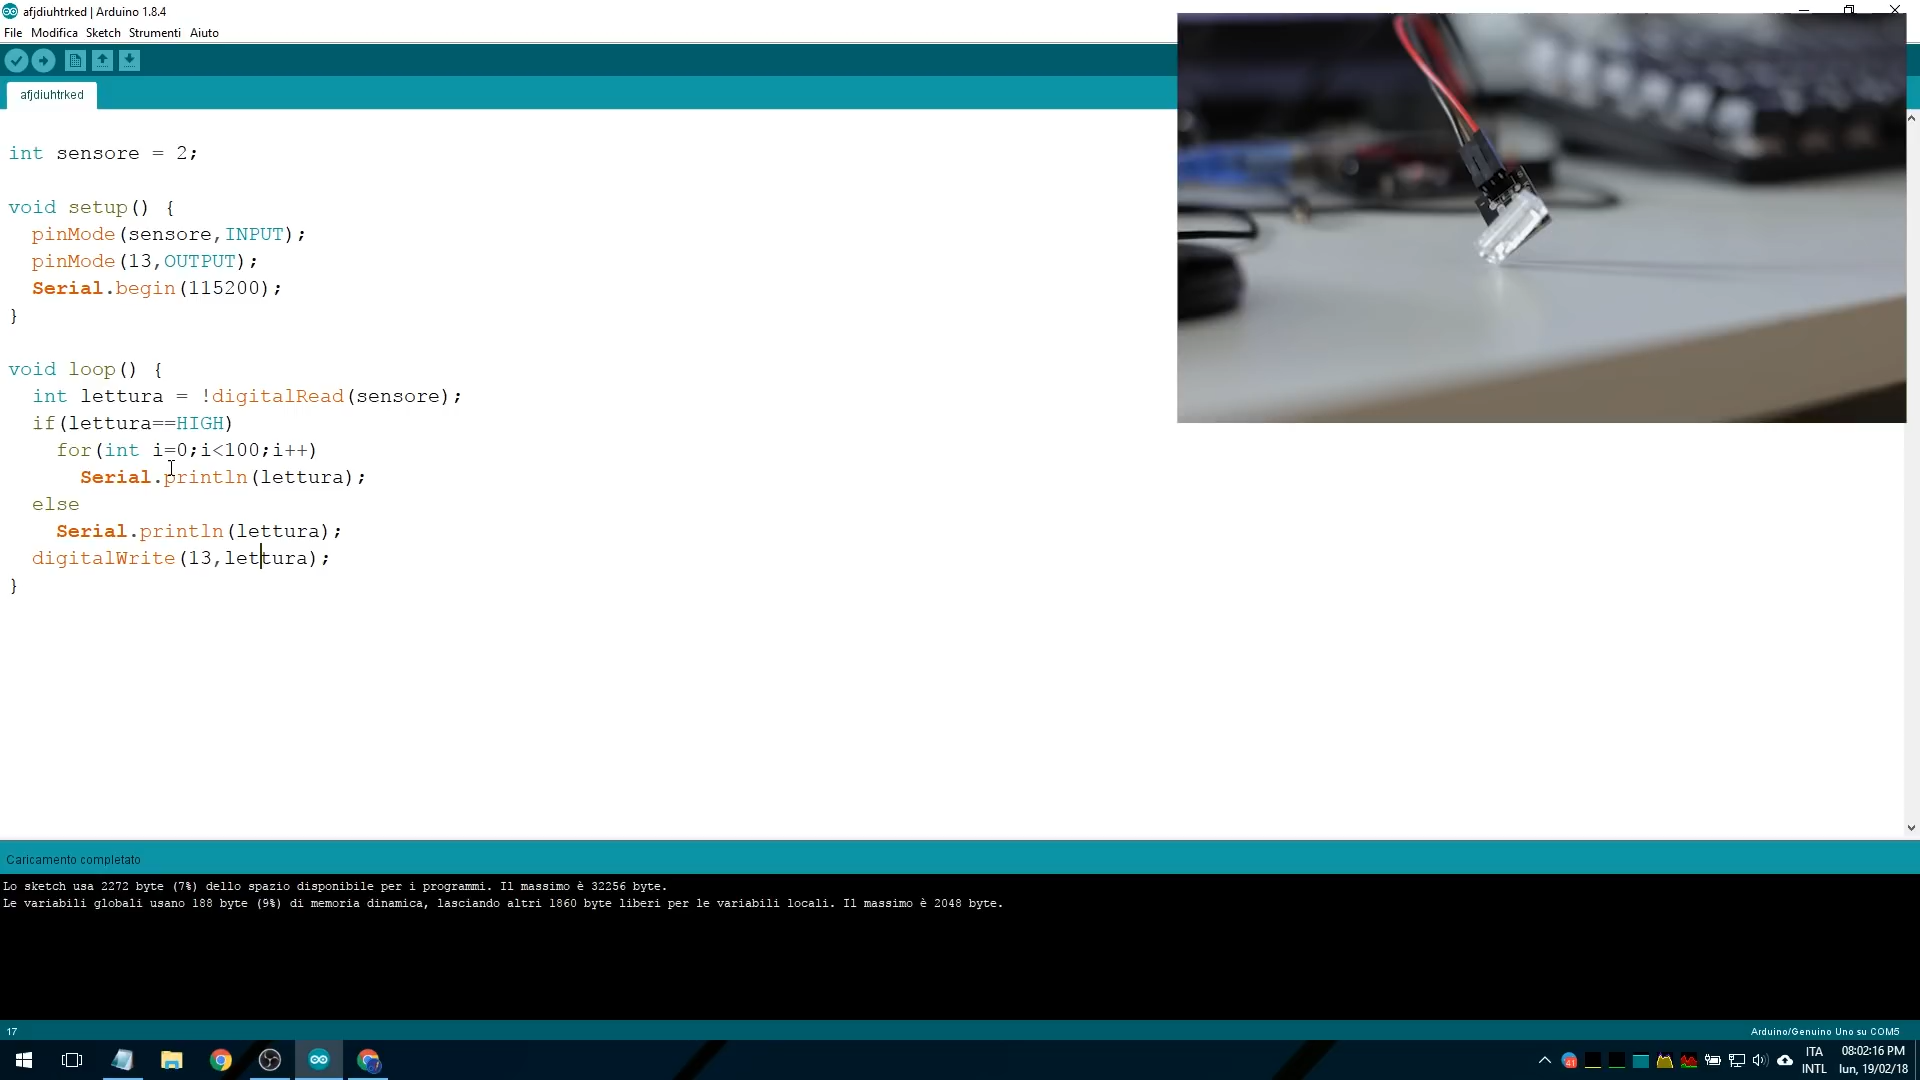 afjdiuhtrked | Arduino 1.8.4
File Modifica Sketch Strumenti Aiuto
afjdiuhtrked
int sensore = 2;
void setup() {
pinMode(sensore,INPUT);
pinMode(13,OUTPUT);
Serial.begin(115200);
}
void loop() {
int lettura = !digitalRead(sensore);
if(lettura==HIGH)
for(int i=0;i<100;i++)
Serial.println(lettura);
else
Serial.println(lettura);
digitalWrite(13,lettura);
}
Caricamento completato
Lo sketch usa 2272 byte (7%) dello spazio disponibile per i programmi. Il massimo è 32256 byte.
Le variabili globali usano 188 byte (9%) di memoria dinamica, lasciando altri 1860 byte liberi per le variabili locali. Il massimo è 2048 byte.
17
Arduino/Genuino Uno su COM5
41
ITA
INTL
08:02:16 PM
lun, 19/02/18